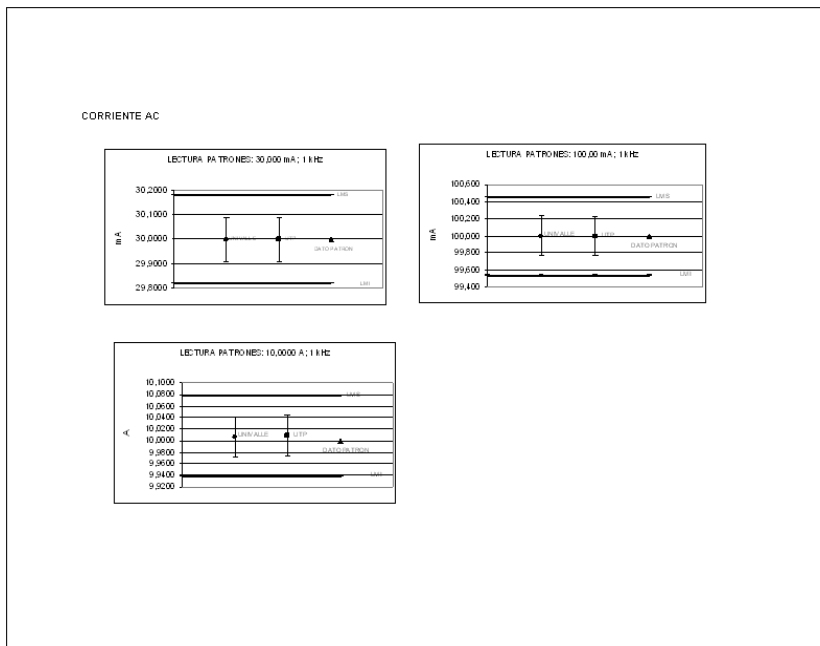 CORRIENTE AC
LECTURA PATRONES: 30,000 mA; 1 kHz
30,2000
30,1000
30,0000
29,9000
29,8000
mA
LMS
UNIVALLE
UTP
DATO PATRON
LMI
LECTURA PATRONES: 100,00 mA; 1 kHz
100,600
100,400
100,200
100,000
99,800
99,600
99,400
mA
LMS
UNIVALLE
UTP
DATO PATRON
LMI
LECTURA PATRONES: 10,0000 A; 1 kHz
10,1000
10,0800
10,0600
10,0400
10,0200
10,0000
9,9800
9,9600
9,9400
9,9200
A
LMS
UNIVALLE
UTP
DATO PATRON
LMI